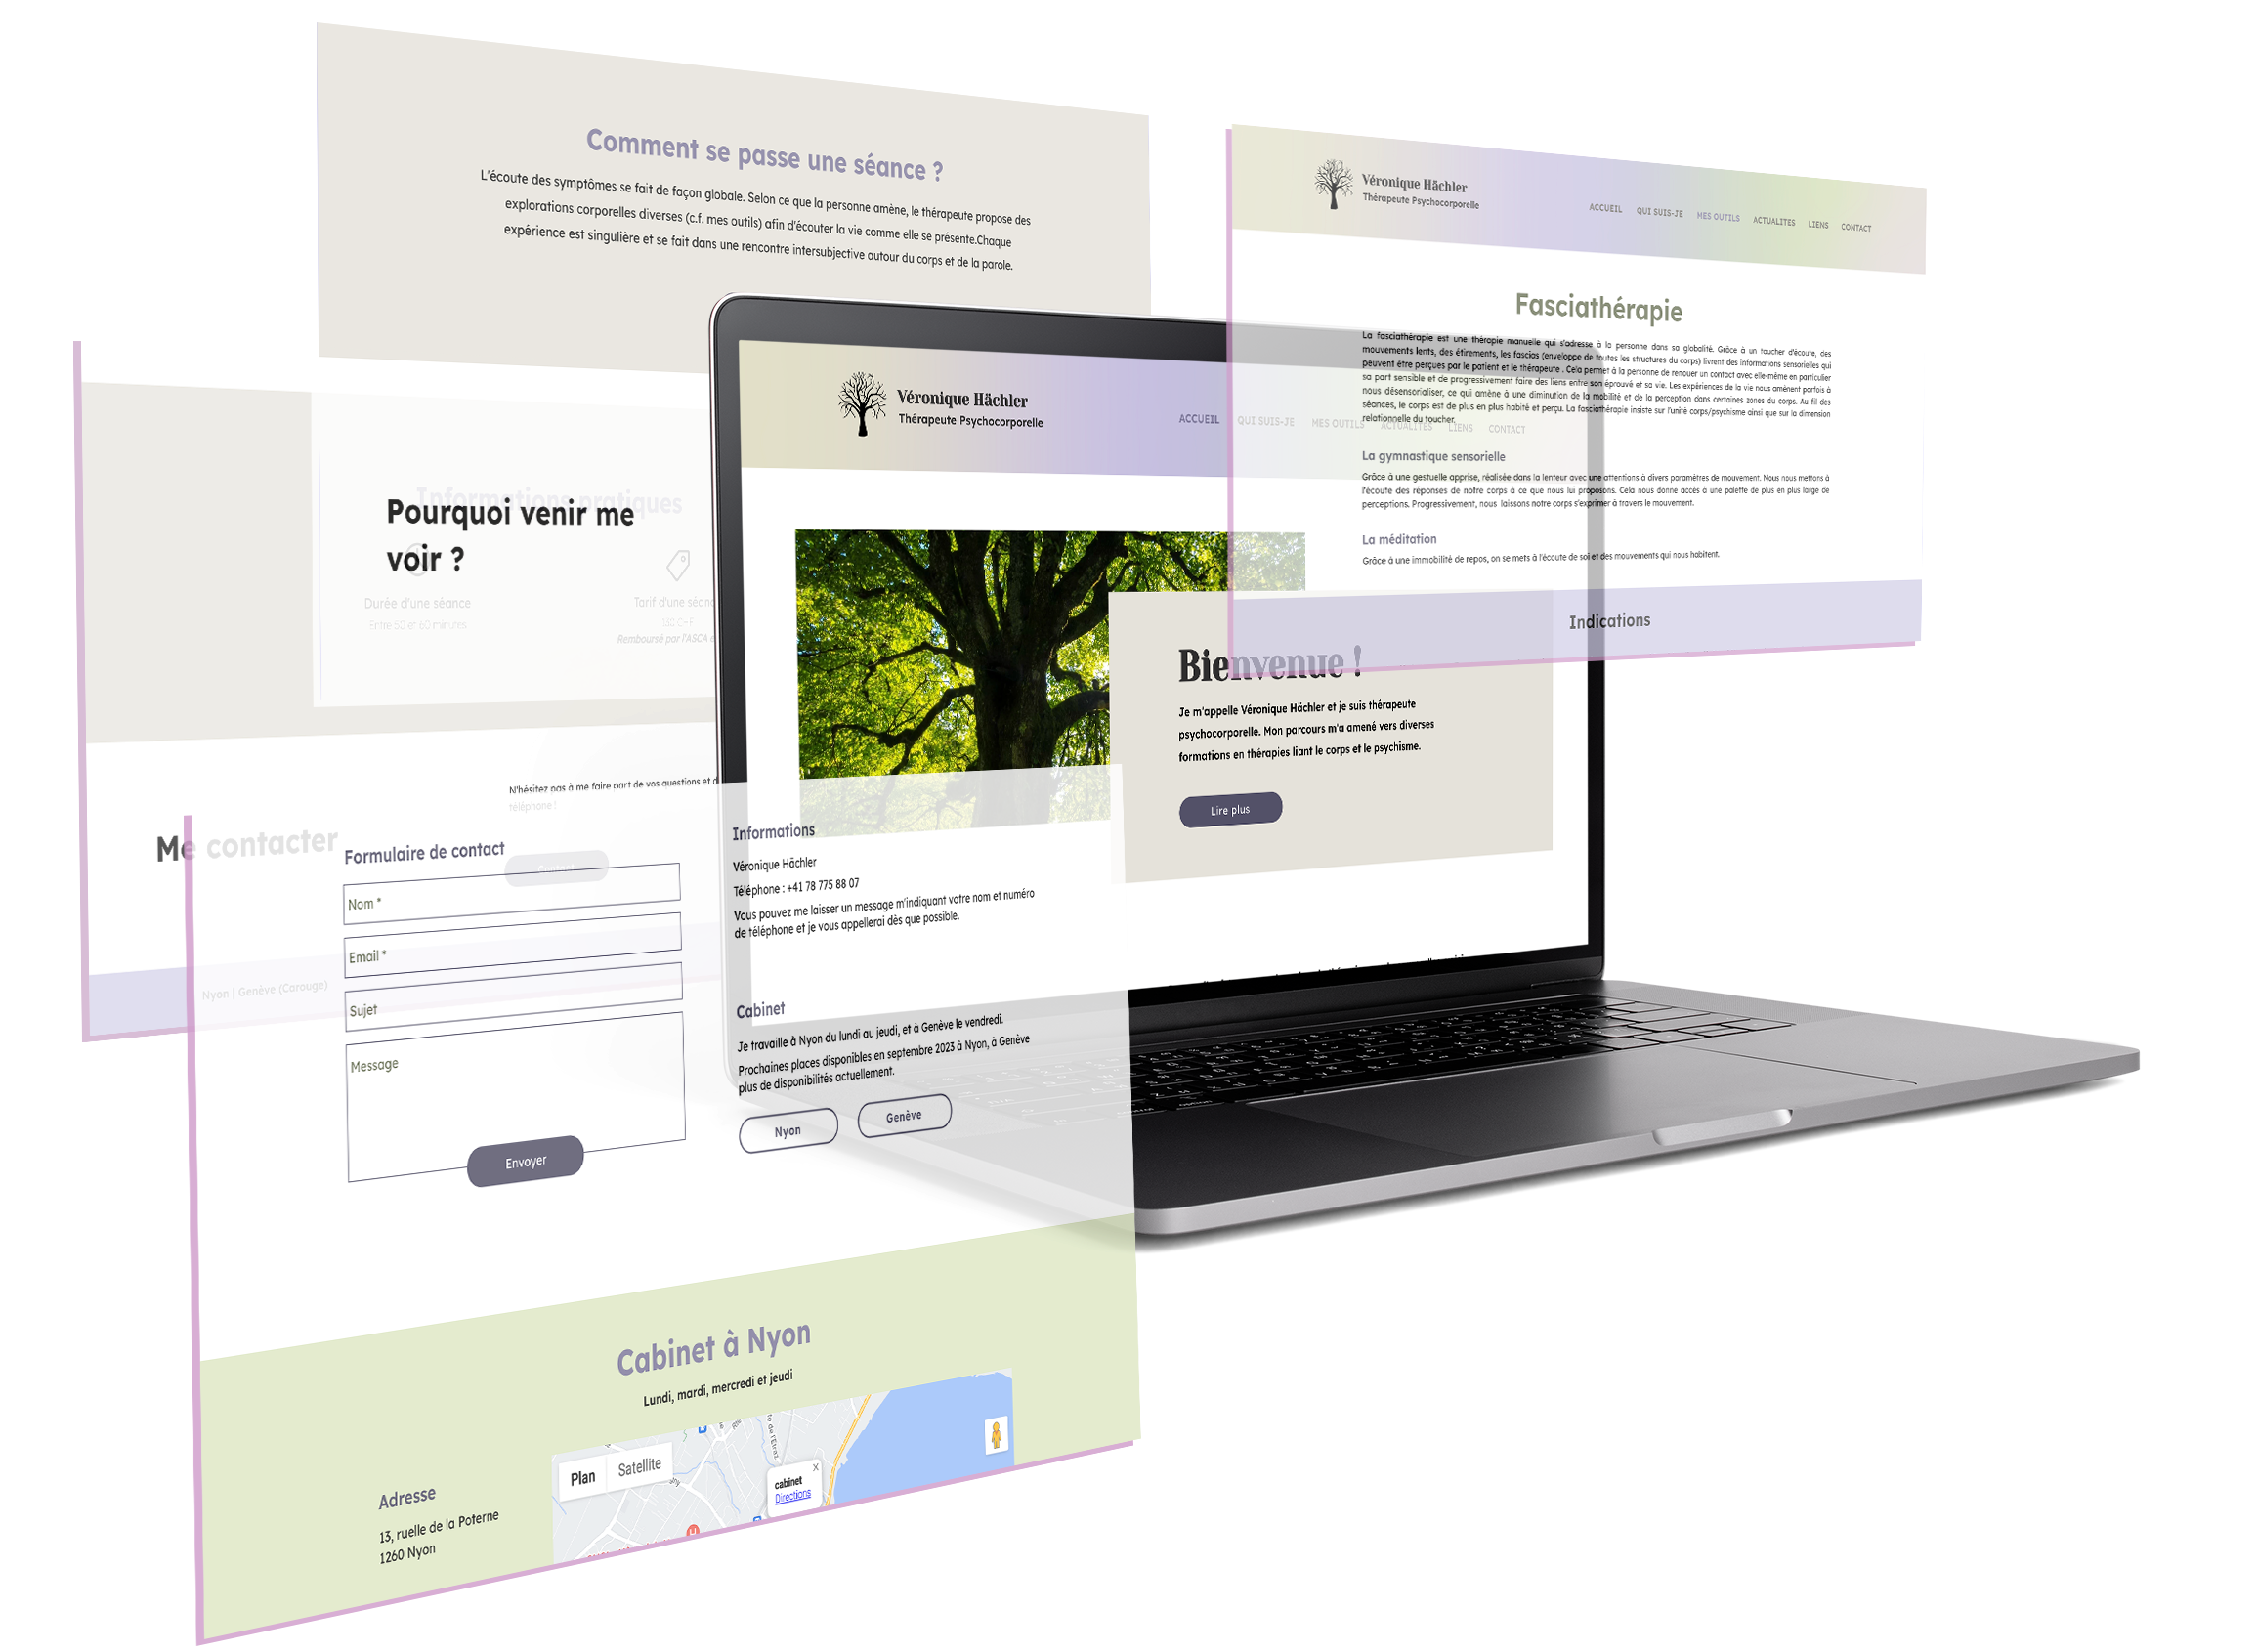 Comment se passe une séance ?
L'écoute des symptômes se fait de façon globale. Selon ce que la personne amène, le thérapeute propose des
explorations corporelles diverses (c.f. mes outils) afin d'écouter la vie comme elle se présente.Chaque
expérience est singulière et se fait dans une rencontre intersubjective autour du corps et de la parole.
Informations pratiques
Durée d'une séance
Entre 50 et 60 minutes
Tarif d'une séance
Remboursé par l'ASCA
Pourquoi venir me
voir ?
N'hésitez pas à me faire part de vos questions et
téléphone !
Contact
Me contacter
Nyon | Genève (Carouge)
Véronique Hächler
Thérapeute Psychocorporelle
ACCUEIL
QUI SUIS-JE
MES OUTILS
ACTUALITES
LIENS
CONTACT
Fasciathérapie
La fasciathérapie est une thérapie manuelle qui s'adresse à la personne dans sa globalité. Grâce à un toucher d'écoute, des
mouvements lents, des étirements, les fascias (enveloppe de toutes les structures du corps) livrent des informations sensorielles qui
peuvent être perçues par le patient et le thérapeute . Cela permet à la personne de renouer un contact avec elle-même en particulier
sa part sensible et de progressivement faire des liens entre son éprouvé et sa vie. Les expériences de la vie nous amènent parfois à
nous désensorialiser, ce qui amène à une diminution de la mobilité et de la perception dans certaines zones du corps. Au fil des
séances, le corps est de plus en plus habité et perçu. La fasciathérapie insiste sur l'unité corps/psychisme ainsi que sur la dimension
relationnelle du toucher.
La gymnastique sensorielle
Grâce à une gestuelle apprise, réalisée dans la lenteur avec une attentions à divers paramètres de mouvement. Nous nous mettons à
l'écoute des réponses de notre corps à ce que nous lui proposons. Cela nous donne accès à une palette de plus en plus large de
perceptions. Progressivement, nous laissons notre corps s'exprimer à travers le mouvement.
La méditation
Grâce à une immobilité de repos, on se mets à l'écoute de soi et des mouvements qui nous habitent.
Indications
Véronique Hächler
Thérapeute Psychocorporelle
ACCUEIL
QUI SUIS-JE
MES OUTILS
ACTUALITES
LIENS
CONTACT
Bienvenue !
Je m'appelle Véronique Hächler et je suis thérapeute
psychocorporelle. Mon parcours m'a amené vers diverses
formations en thérapies liant le corps et le psychisme.
Lire plus
Formulaire de contact
Nom *
Email *
Sujet
Message
Envoyer
Informations
Véronique Hächler
Téléphone : +41 78 775 88 07
Vous pouvez me laisser un message m'indiquant votre nom et numéro
de téléphone et je vous appellerai dès que possible.
Cabinet
Je travaille à Nyon du lundi au jeudi, et à Genève le vendredi.
Prochaines places disponibles en septembre 2023 à Nyon, à Genève
plus de disponibilités actuellement.
Nyon
Genève
Cabinet à Nyon
Lundi, mardi, mercredi et jeudi
Adresse
13, ruelle de la Poterne
1260 Nyon
Plan
Satellite
cabinet
Directions